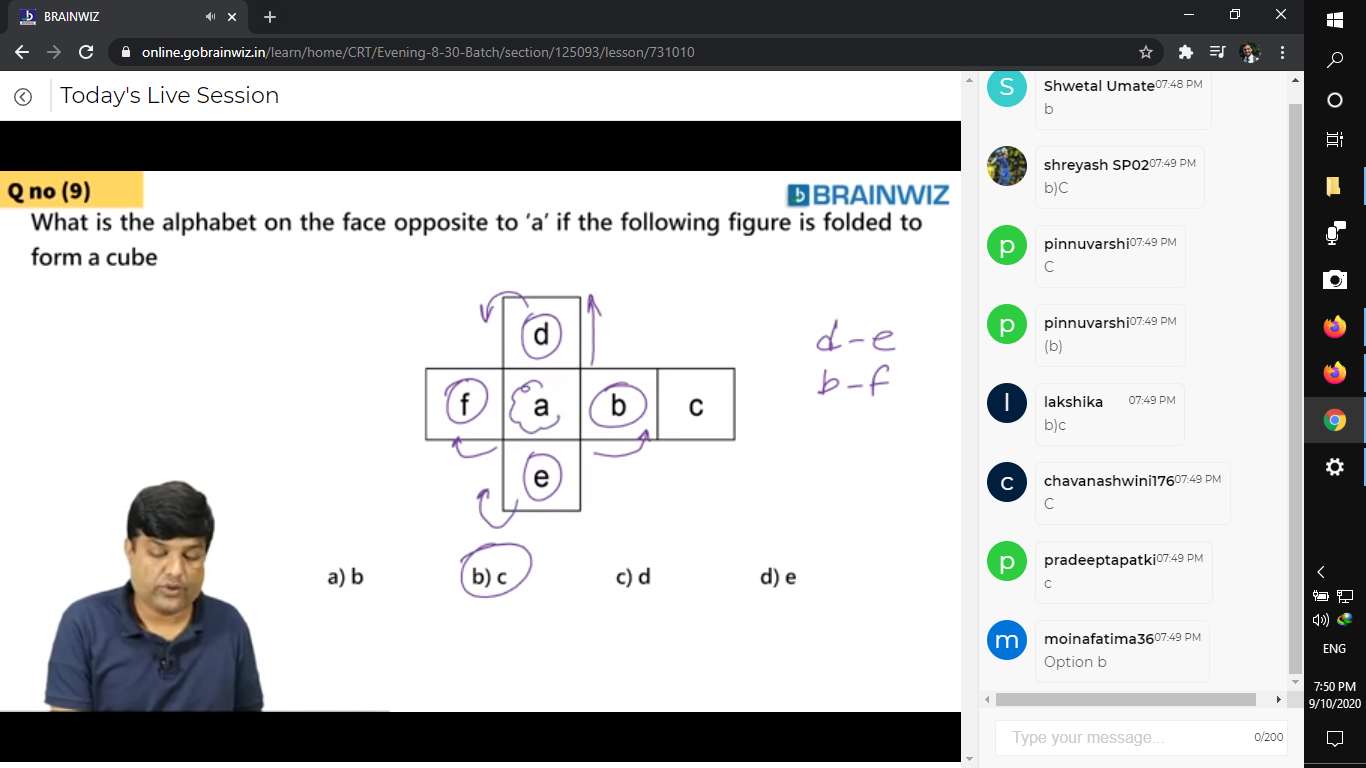 BRAINWIZ
online.gobrainwiz.in/learn/home/CRT/Evening-8-30-Batch/section/125093/lesson/731010
Today's Live Session
Q no (9)
BRAINWIZ
What is the alphabet on the face opposite to ‘a’ if the following figure is folded to
form a cube
d
f a b c
e
d-e
b-f
a) b b) c c) d d) e
S
Shwetal Umate 07:48 PM
b
shreyash SP02 07:49 PM
b)C
p
pinnuvarshi 07:49 PM
C
p
pinnuvarshi 07:49 PM
(b)
l
lakshika 07:49 PM
b)c
c
chavanashwini176 07:49 PM
C
p
pradeeptapatki 07:49 PM
c
m
moinafatima36 07:49 PM
Option b
Type your message... 0/200
ENG
7:50 PM
9/10/2020